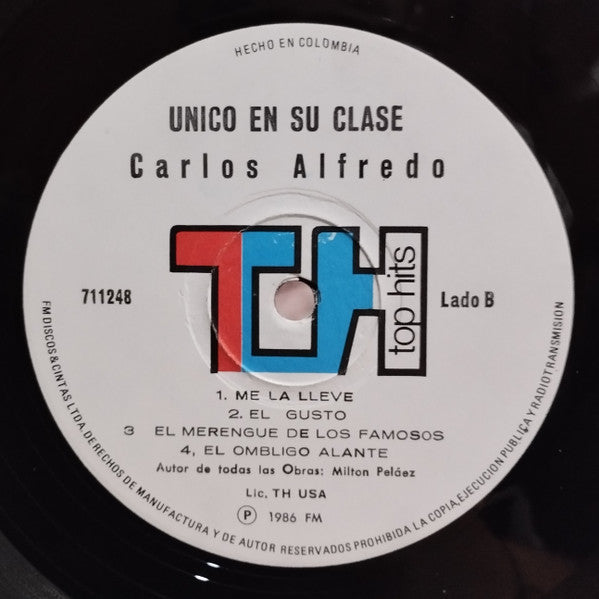 HECHO EN COLOMBIA
UNICO EN SU CLASE
Carlos Alfredo
TH
top hits
711248
Lado B
1. ME LA LLEVE
2. EL GUSTO
3 EL MERENGUE DE LOS FAMOSOS
4, EL OMBLIGO ALANTE
Autor de todas las Obras: Milton Peláez
Lic, TH USA
Ⓟ 1986 FM
FM DISCOS & CINTAS LTDA, DERECHOS DE MANUFACTURA Y DE AUTOR RESERVADOS PROHIBIDA LA COPIA, EJECUCION PUBLICA Y RADIOTRANSMISION